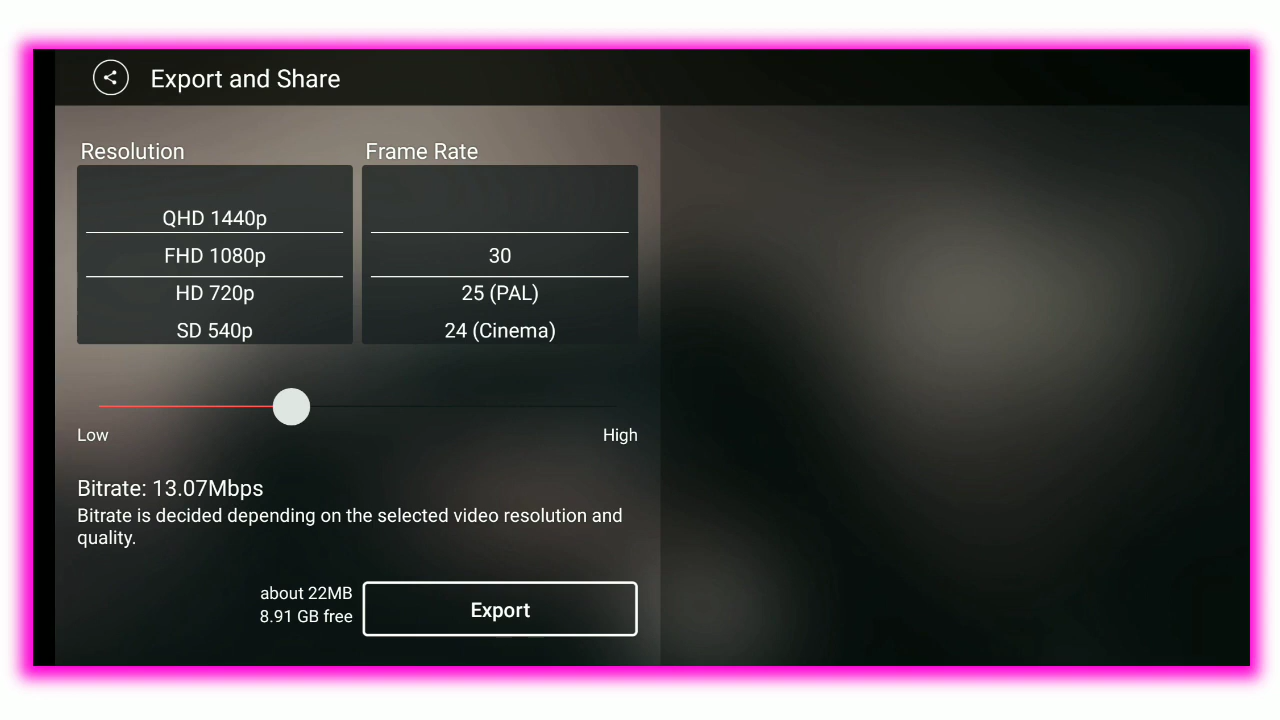 Export and Share
Resolution
Frame Rate
QHD 1440p
FHD 1080p
HD 720p
SD 540p
30
25 (PAL)
24 (Cinema)
Low
High
Bitrate: 13.07Mbps
Bitrate is decided depending on the selected video resolution and
quality.
about 22MB
8.91 GB free
Export